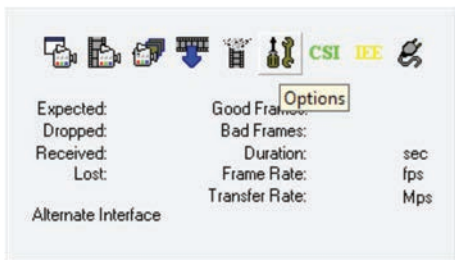 CSI IEE
Options
Expected: Good Frames:
Dropped: Bad Frames:
Received: Duration: sec
Lost: Frame Rate: fps
Transfer Rate: Mps
Alternate Interface